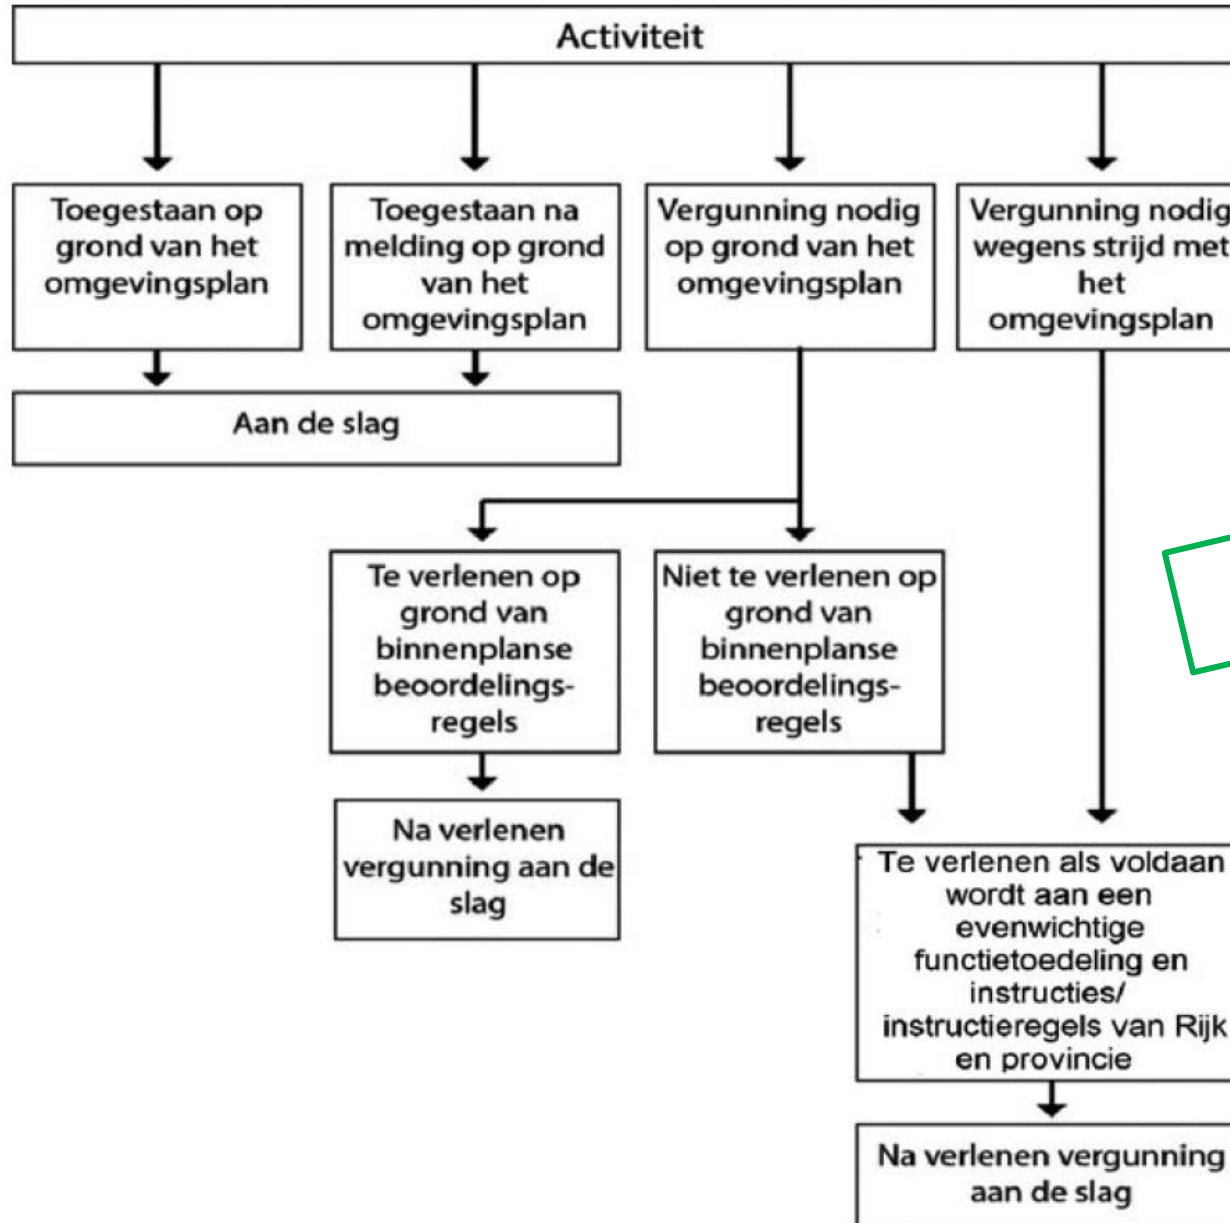 Activiteit
Toegestaan op
grond van het
omgevingsplan
Toegestaan na
melding op grond
van het
omgevingsplan
Vergunning nodig
op grond van het
omgevingsplan
Vergunning nodig
wegens strijd met
het
omgevingsplan
Aan de slag
Te verlenen op
grond van
binnenplanse
beoordelings-
regels
Niet te verlenen op
grond van
binnenplanse
beoordelings-
regels
Na verlenen
vergunning aan de
slag
Te verlenen als voldaan
wordt aan een
evenwichtige
functietoedeling en
instructies/
instructieregels van Rijk
en provincie
Na verlenen vergunning
aan de slag